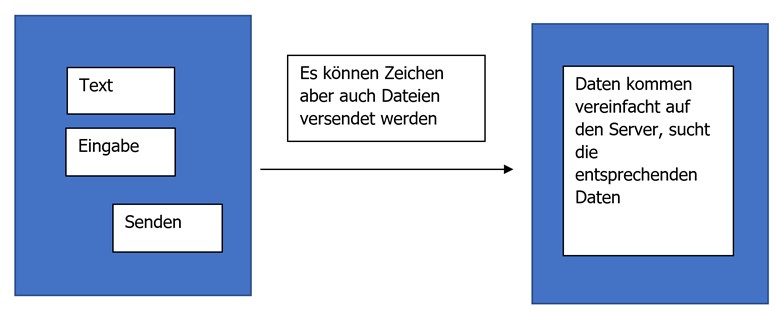 Text
Eingabe
Senden
Es können Zeichen
aber auch Dateien
versendet werden
Daten kommen
vereinfacht auf
den Server, sucht
die
entsprechenden
Daten